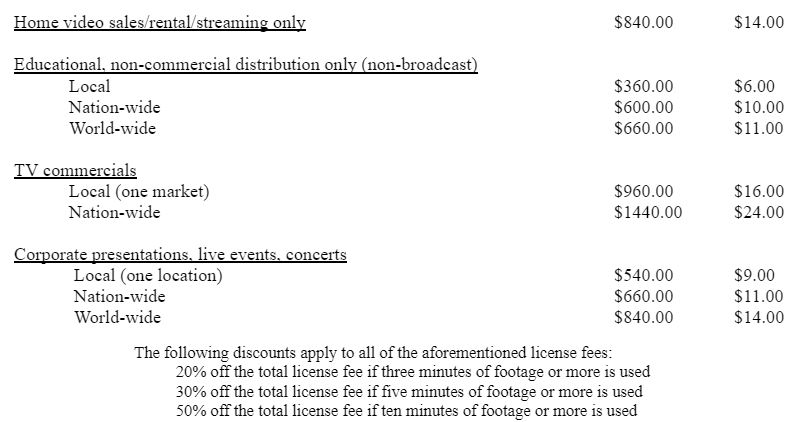 Home video sales/rental/streaming only $840.00 $14.00
Educational, non-commercial distribution only (non-broadcast)
Local $360.00 $6.00
Nation-wide $600.00 $10.00
World-wide $660.00 $11.00
TV commercials
Local (one market) $960.00 $16.00
Nation-wide $1440.00 $24.00
Corporate presentations, live events, concerts
Local (one location) $540.00 $9.00
Nation-wide $660.00 $11.00
World-wide $840.00 $14.00
The following discounts apply to all of the aforementioned license fees:
20% off the total license fee if three minutes of footage or more is used
30% off the total license fee if five minutes of footage or more is used
50% off the total license fee if ten minutes of footage or more is used